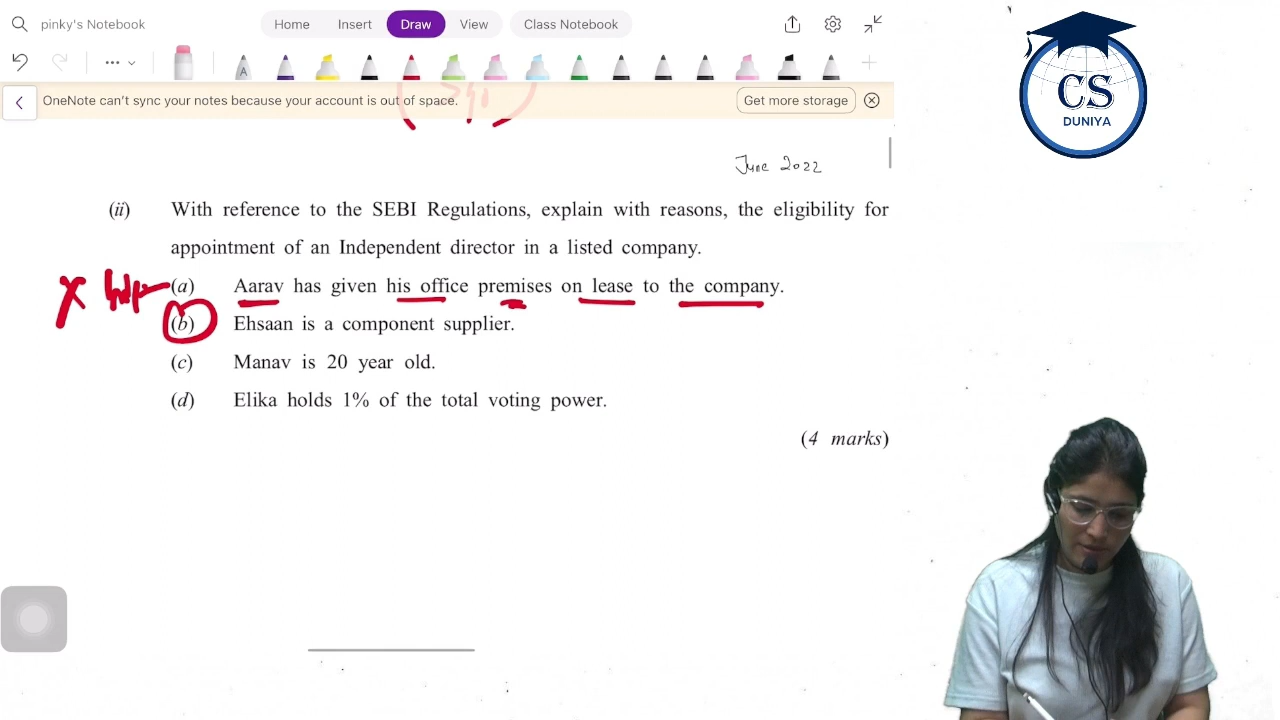 pinky's Notebook
Home Insert Draw View Class Notebook
A
OneNote can't sync your notes because your account is out of space.
Get more storage
CS
DUNIYA
June 2022
(ii) With reference to the SEBI Regulations, explain with reasons, the eligibility for
appointment of an Independent director in a listed company.
(a) Aarav has given his office premises on lease to the company.
(b) Ehsaan is a component supplier.
(c) Manav is 20 year old.
(d) Elika holds 1% of the total voting power.
(4 marks)